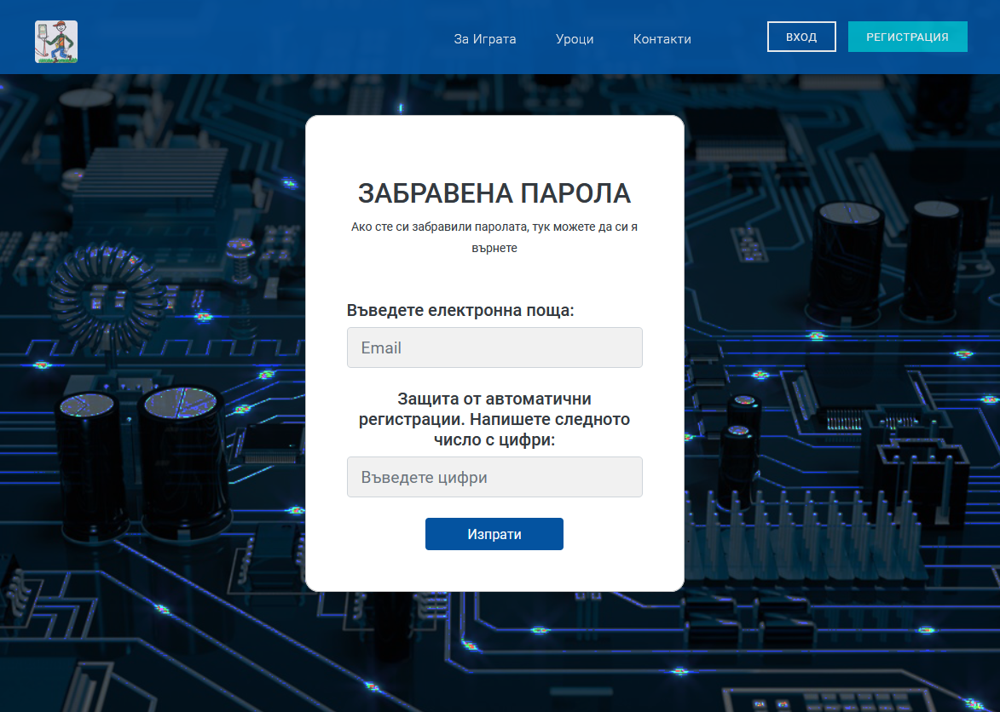 За Играта
Уроци
Контакти
ВХОД
РЕГИСТРАЦИЯ
ЗАБРАВЕНА ПАРОЛА
Ако сте си забравили паролата, тук можете да си я
върнете
Въведете електронна поща:
Email
Защита от автоматични
регистрации. Напишете следното
число с цифри:
Въведете цифри
Изпрати